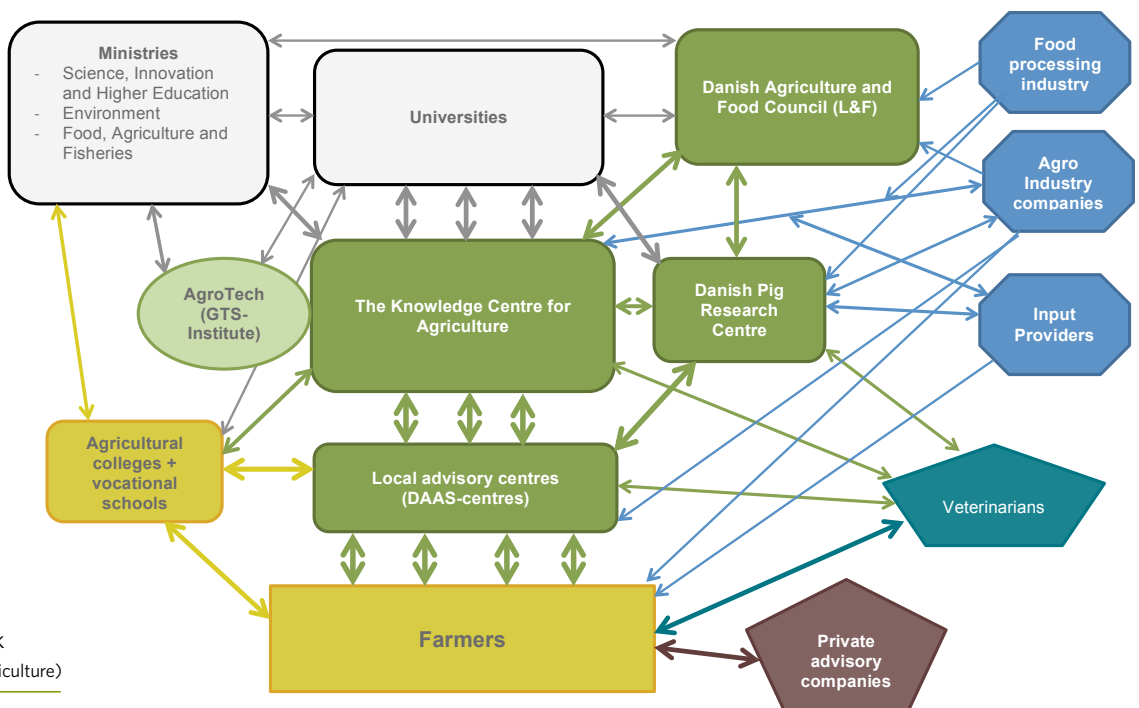 Ministries
- Science, Innovation
and Higher Education
- Environment
- Food, Agriculture and
Fisheries
Universities
Danish Agriculture and
Food Council (L&F)
Food
processing
industry
Agro
Industry
companies
AgroTech
(GTS-
Institute)
The Knowledge Centre for
Agriculture
Danish Pig
Research
Centre
Input
Providers
Agricultural
colleges +
vocational
schools
Local advisory centres
(DAAS-centres)
Veterinarians
Farmers
Private
advisory
companies
K
iculture)